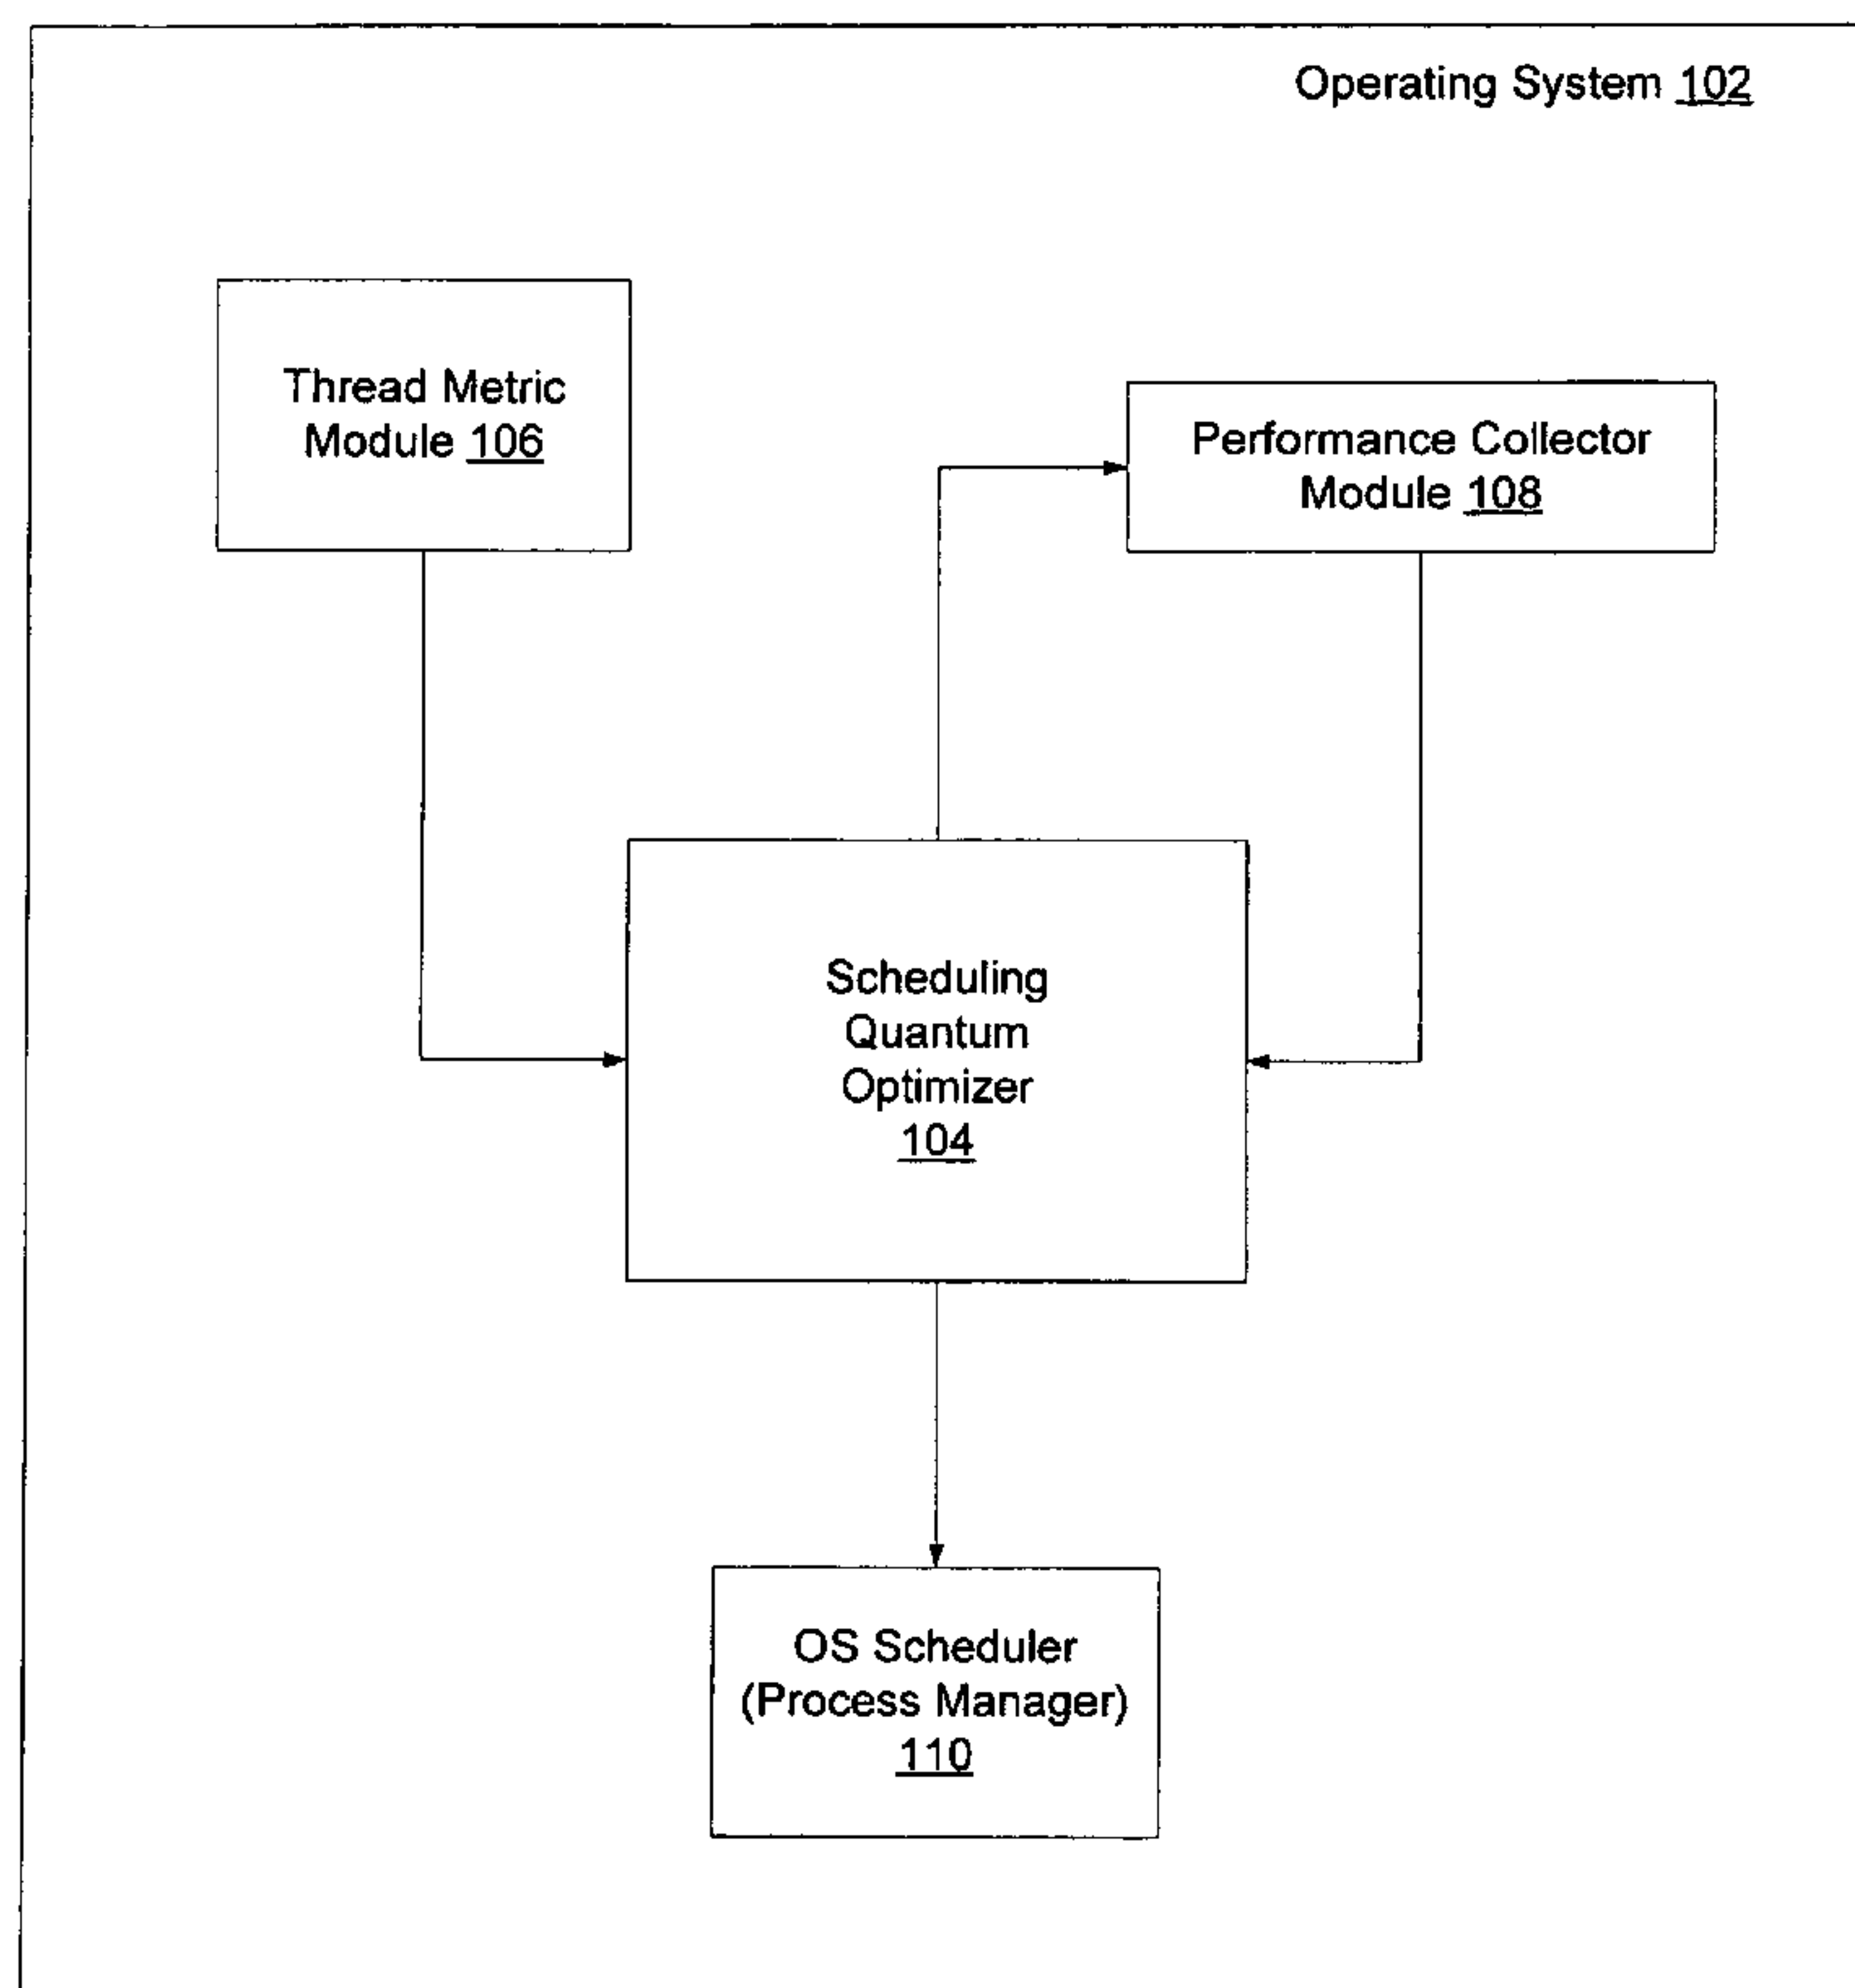 Operating System 102
Thread Metric
Module 106
Performance Collector
Module 108
Scheduling
Quantum
Optimizer
104
OS Scheduler
(Process Manager)
110